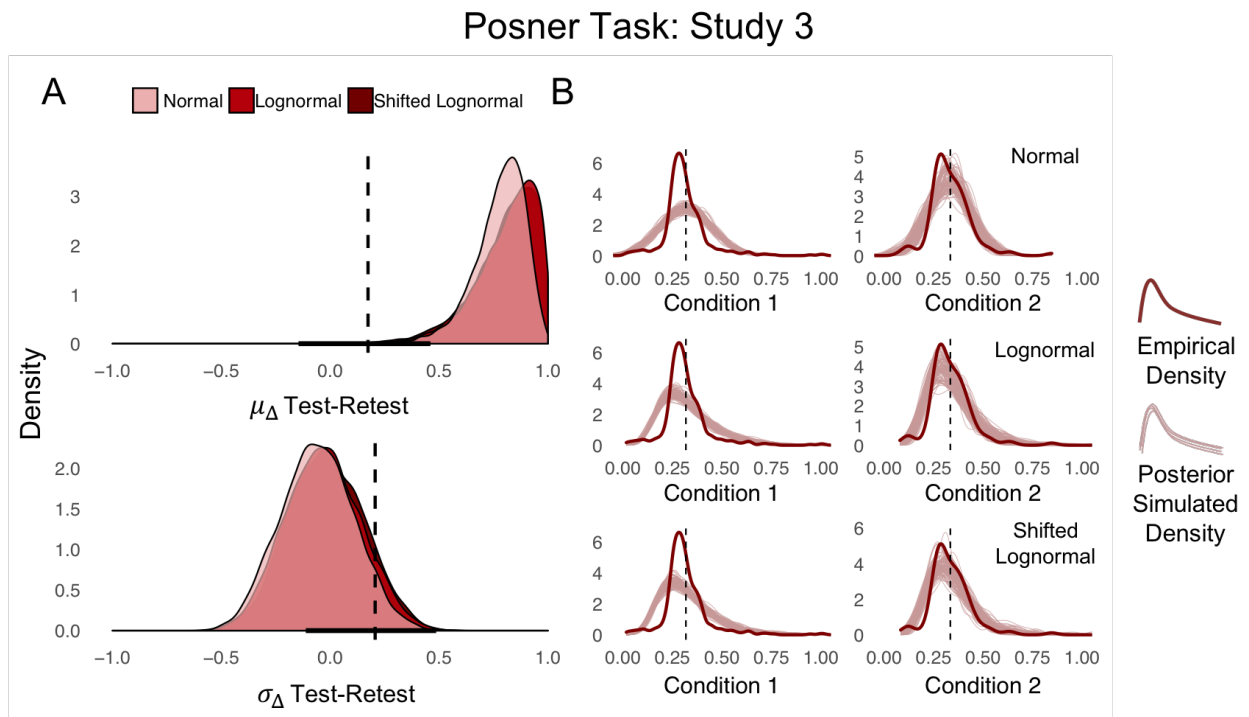 Posner Task: Study 3
A
Normal Lognormal Shifted Lognormal
Density
3
2
1
0
−1.0 −0.5 0.0 0.5 1.0
μΔ Test-Retest
2.0
1.5
1.0
0.5
0.0
−1.0 −0.5 0.0 0.5 1.0
σΔ Test-Retest
B
6
4
2
0
0.00 0.25 0.50 0.75 1.00
Condition 1
Normal
5
4
3
2
1
0
0.00 0.25 0.50 0.75 1.00
Condition 2
6
4
2
0
0.00 0.25 0.50 0.75 1.00
Condition 1
Lognormal
5
4
3
2
1
0
0.00 0.25 0.50 0.75 1.00
Condition 2
6
4
2
0
0.00 0.25 0.50 0.75 1.00
Condition 1
Shifted
Lognormal
6
4
2
0
0.00 0.25 0.50 0.75 1.00
Condition 2
Empirical
Density
Posterior
Simulated
Density